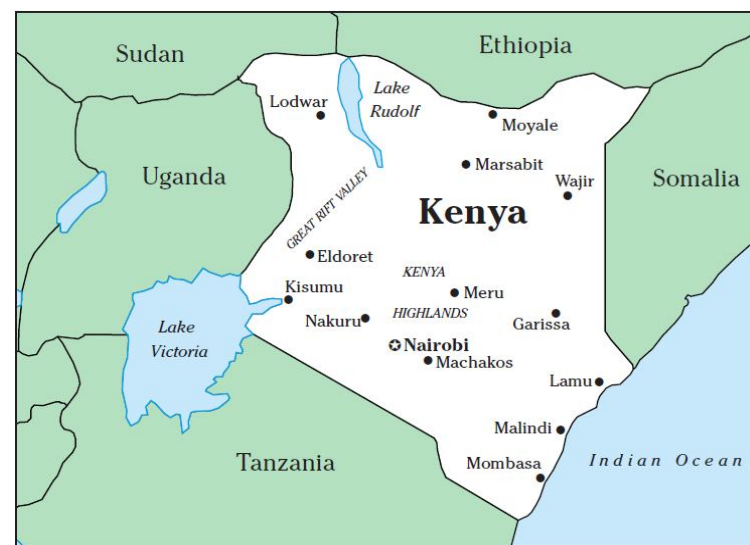 Sudan
Ethiopia
Lake
Rudolf
Lodwar
Moyale
Marsabit
Uganda
Wajir
Somalia
GREAT RIFT VALLEY
Kenya
Eldoret
KENYA
Kisumu
Meru
HIGHLANDS
Nakuru
Garissa
Lake
Victoria
Nairobi
Machakos
Lamu
Malindi
Tanzania
Mombasa
Indian Ocean